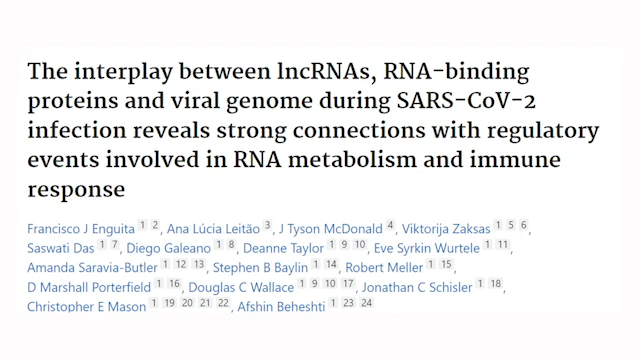 The interplay between lncRNAs, RNA-binding
proteins and viral genome during SARS-CoV-2
infection reveals strong connections with regulatory
events involved in RNA metabolism and immune
response
Francisco J Enguita 1 2, Ana Lúcia Leitão 3, J Tyson McDonald 4, Viktorija Zaksas 1 5 6,
Saswati Das 1 7, Diego Galeano 1 8, Deanne Taylor 1 9 10, Eve Syrkin Wurtele 1 11,
Amanda Saravia-Butler 1 12 13, Stephen B Baylin 1 14, Robert Meller 1 15,
D Marshall Porterfield 1 16, Douglas C Wallace 1 9 10 17, Jonathan C Schisler 1 18,
Christopher E Mason 1 19 20 21 22, Afshin Beheshti 1 23 24